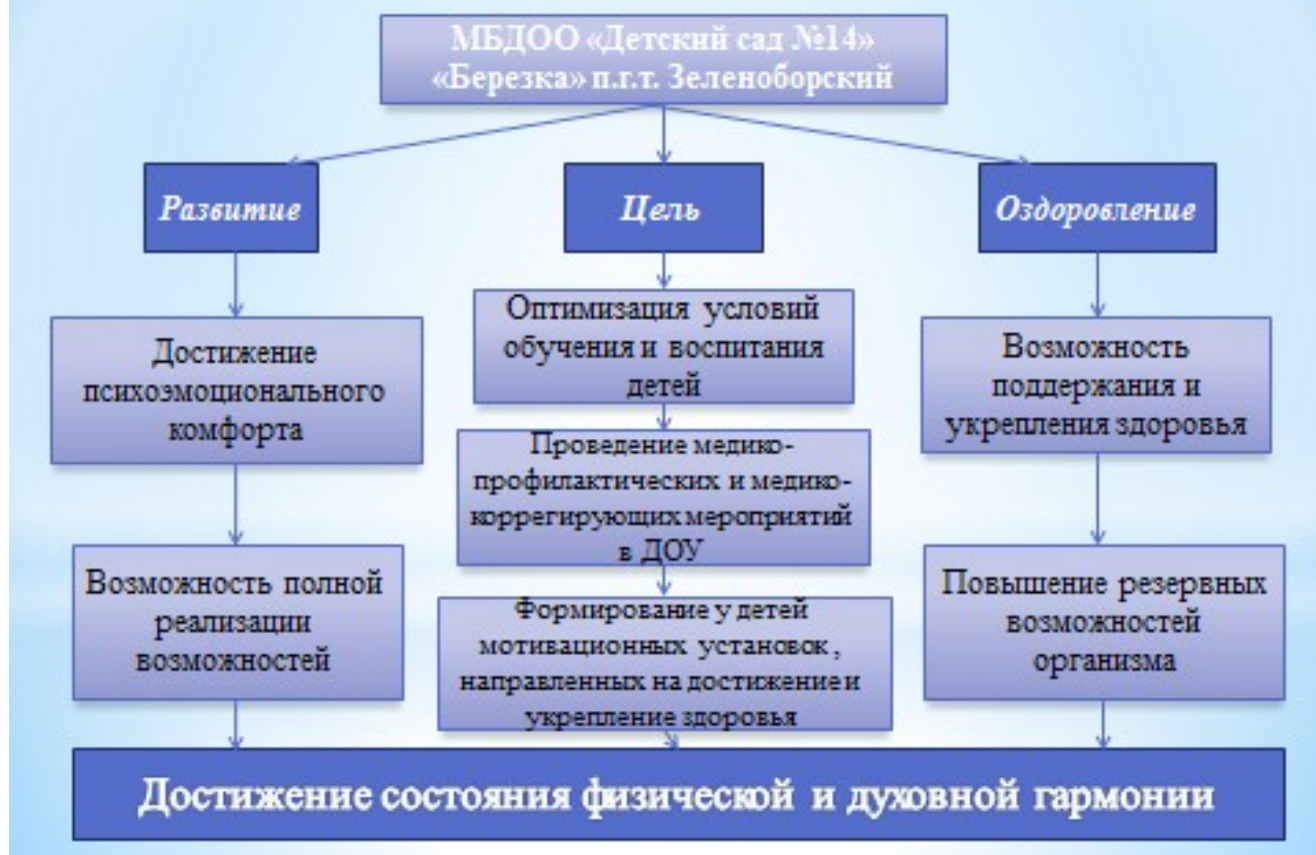 МБДОО «Детский сад №14»
«Березка» п.г.т. Зеленоборский
Развитие
Цель
Оздоровление
Достижение
психоэмоционального
комфорта
Возможность полной
реализации
возможностей
Оптимизация условий
обучения и воспитания
детей
Проведение медико-
профилактических и медико-
коррегирующих мероприятий
в ДОУ
Формирование у детей
мотивационных установок ,
направленных на достижение и
укрепление здоровья
Возможность
поддержания и
укрепления здоровья
Повышение резервных
возможностей
организма
Достижение состояния физической и духовной гармонии